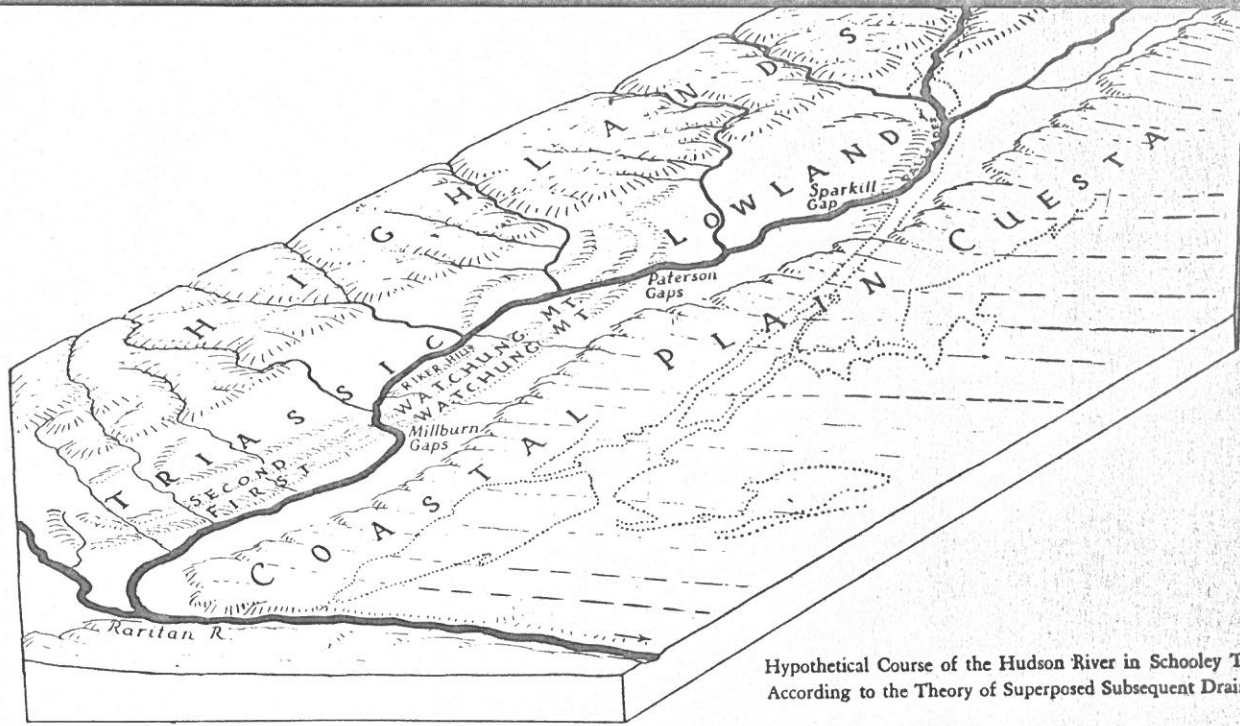 HIGHLANDS
TRIASSIC LOWLAND
PALISADES
Sparkill
Gap
Paterson
Gaps
RIKER HILL
WATCHUNG MT.
WATCHUNG MT.
Millburn
Gaps
SECOND
FIRST
COASTAL PLAIN CUESTA
Raritan R.
Hypothetical Course of the Hudson River in Schooley
According to the Theory of Superposed Subsequent